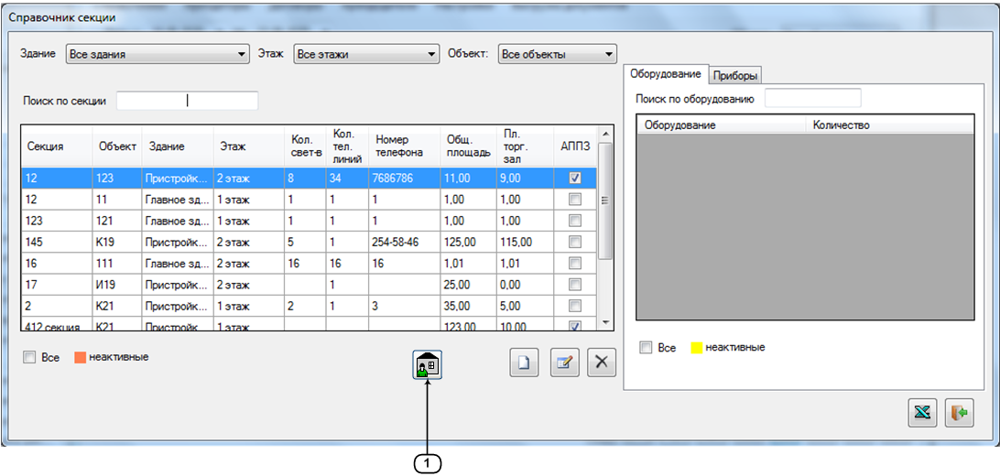 Справочник секции
Здание Все здания Этаж Все этажи Объект: Все объекты
Оборудование Приборы
Поиск по секции
Поиск по оборудованию
Секция Объект Здание Этаж Кол. свет-в Кол. тел. линий Номер телефона Общ. площадь Пл. торг. зал АППЗ
Оборудование Количество
12 123 Пристройк... 2 этаж 8 34 7686786 11,00 9,00
12 11 Главное зд... 1 этаж 1 1 1 1,00 1,00
123 121 Главное зд... 1 этаж 1 1 1 1,00 1,00
145 К19 Пристройк... 2 этаж 5 1 254-58-46 125,00 115,00
16 111 Главное зд... 2 этаж 16 16 16 1,01 1,01
17 И19 Пристройк... 2 этаж 1 25,00 0,00
2 К21 Пристройк... 1 этаж 2 1 3 35,00 5,00
412 секция К21 Пристройк 1 этаж 123,00 10,00
Все неактивные
Все неактивные
1